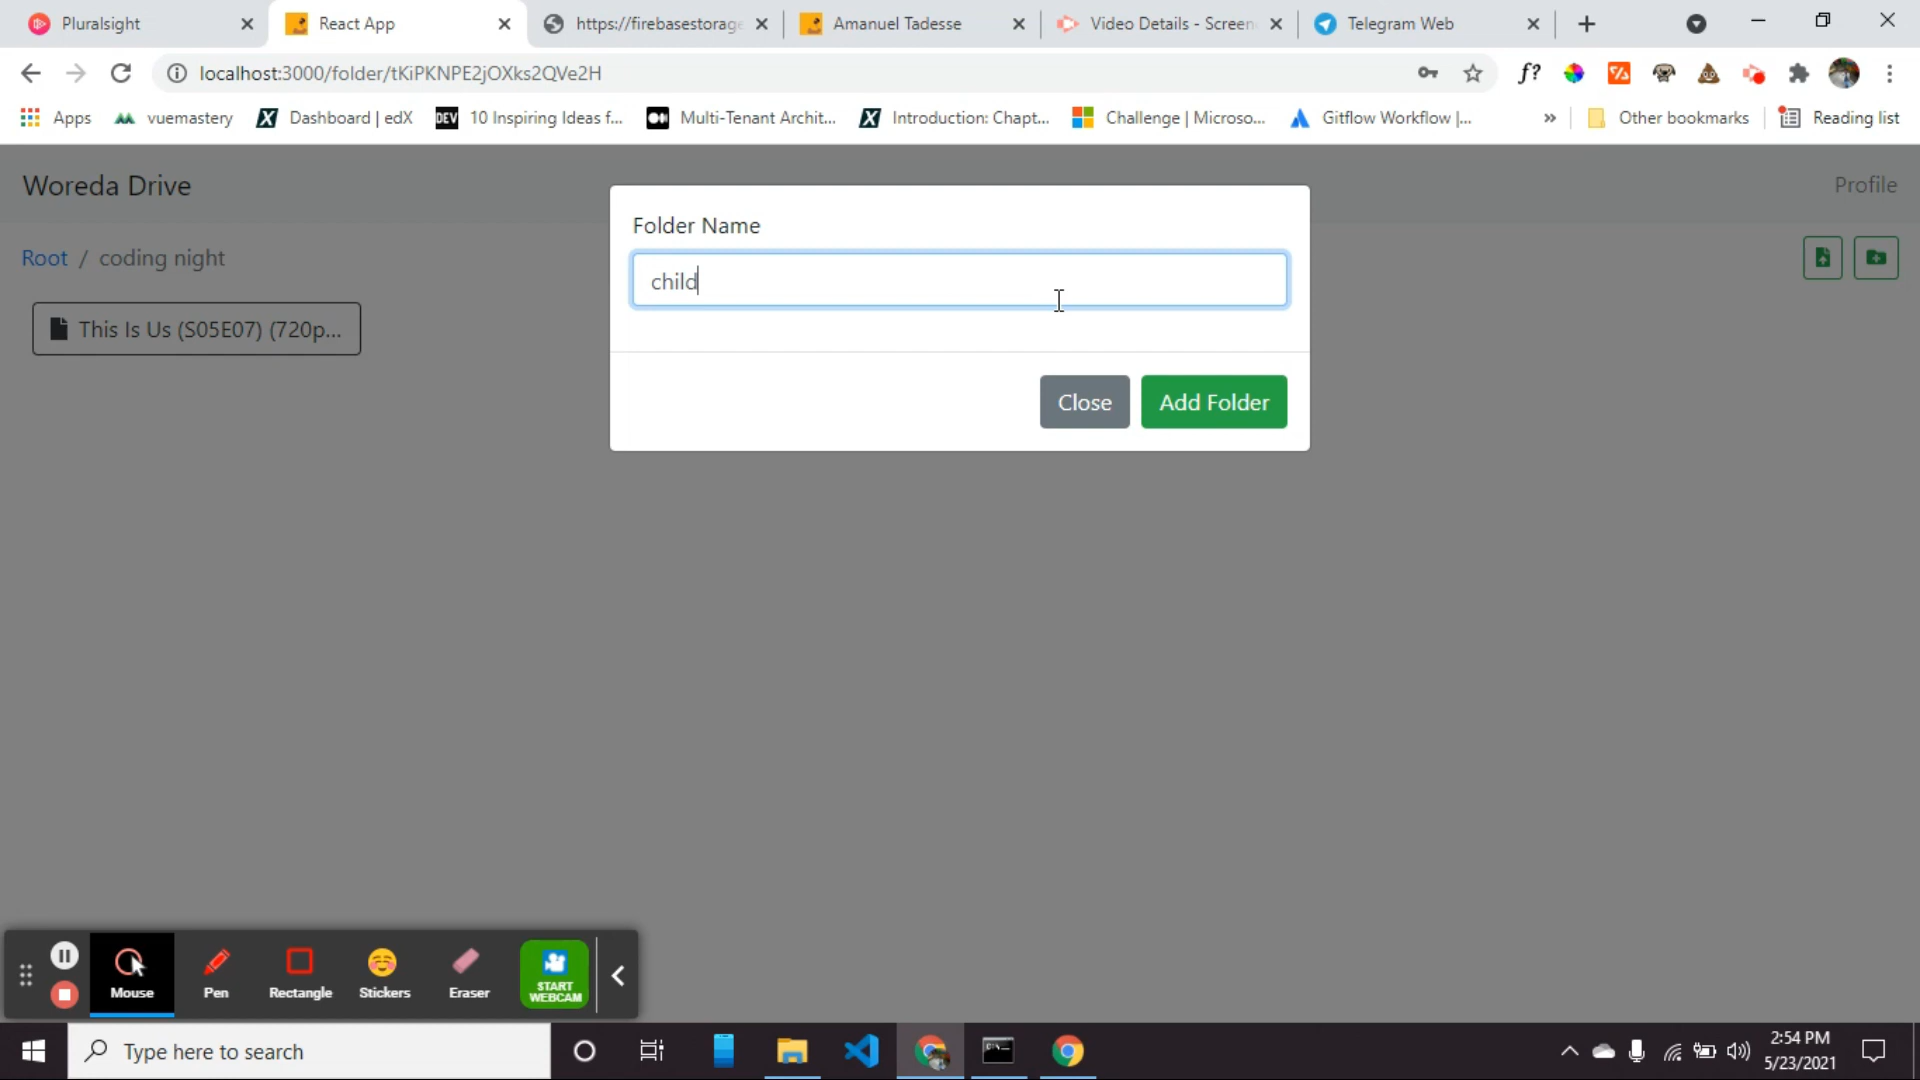 Pluralsight
React App
https://firebasestorage
Amanuel Tadesse
Video Details - Screen
Telegram Web
localhost:3000/folder/tKiPKNPE2jOXks2QVe2H
f?
Apps
vuemastery
Dashboard | edX
DEV 10 Inspiring Ideas f...
Multi-Tenant Archit...
Introduction: Chapt...
Challenge | Microso...
Gitflow Workflow |...
»
Other bookmarks
Reading list
Woreda Drive
Profile
Root / coding night
This Is Us (S05E07) (720p...
Folder Name
child
Close
Add Folder
Mouse
Pen
Rectangle
Stickers
Eraser
START
WEBCAM
Type here to search
2:54 PM
5/23/2021